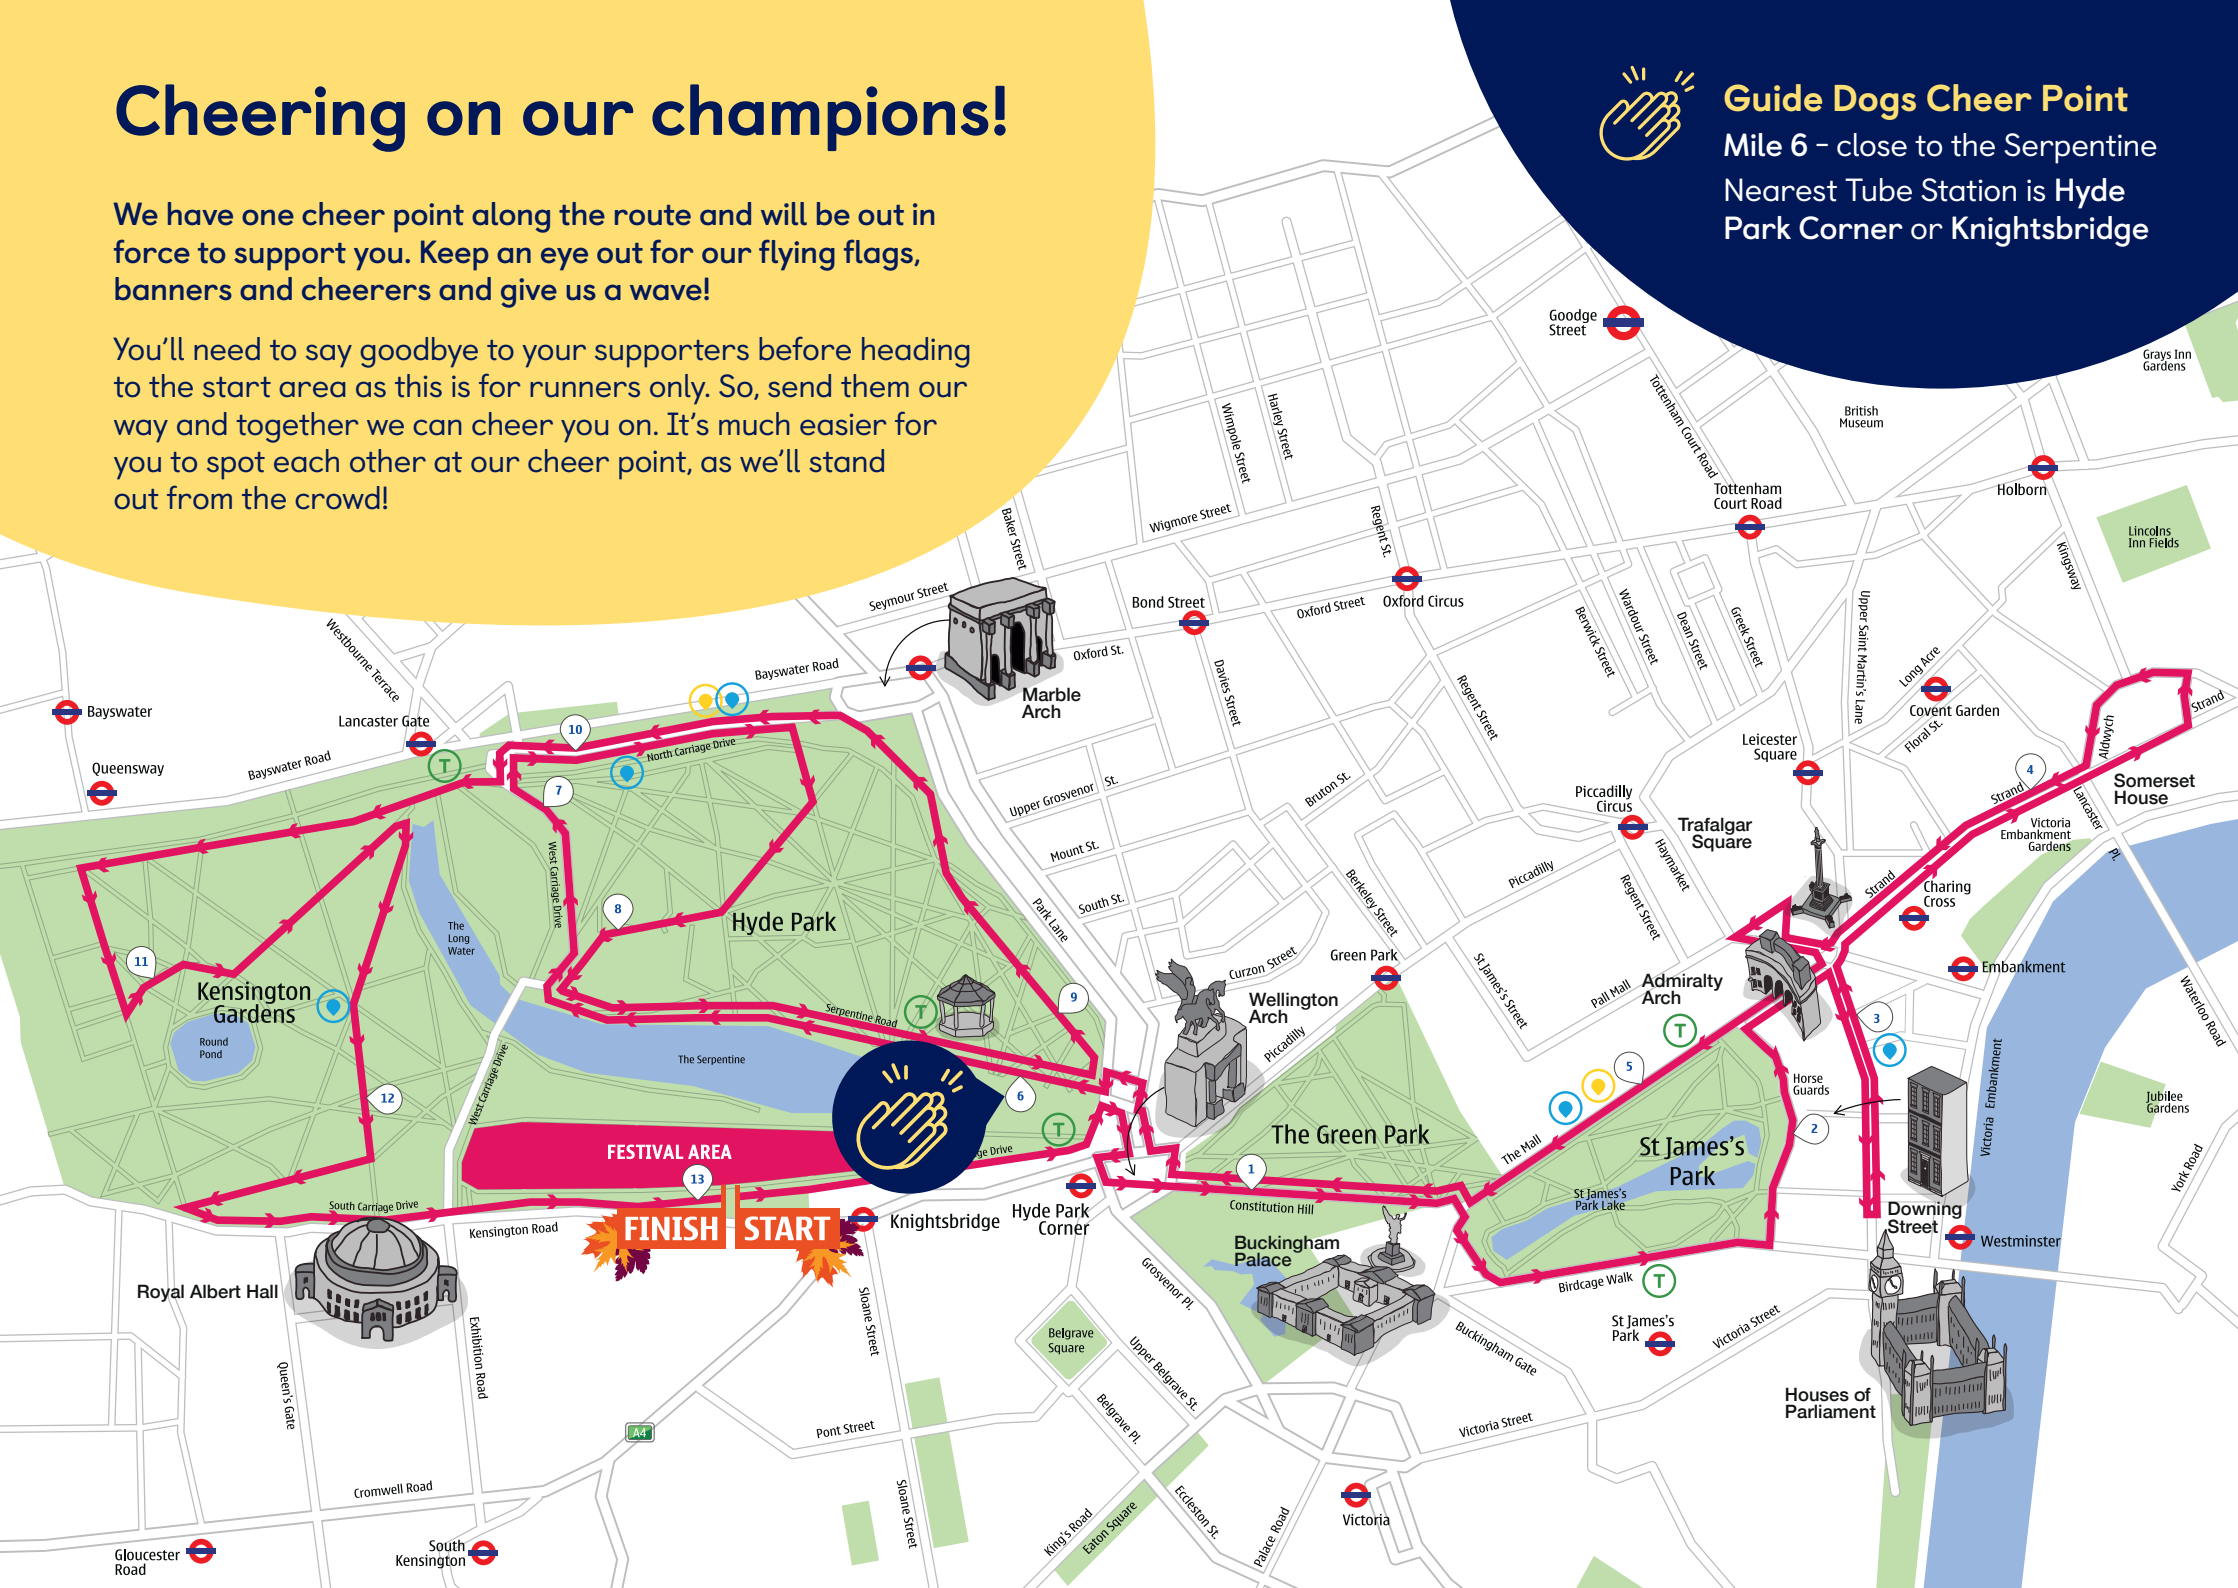 Cheering on our champions!
We have one cheer point along the route and will be out in
force to support you. Keep an eye out for our flying flags,
banners and cheerers and give us a wave!
You'll need to say goodbye to your supporters before heading
to the start area as this is for runners only. So, send them our
way and together we can cheer you on. It's much easier for
you to spot each other at our cheer point, as we'll stand
out from the crowd!
Guide Dogs Cheer Point
Mile 6 - close to the Serpentine
Nearest Tube Station is Hyde
Park Corner or Knightsbridge
Goodge
Street
Grays Inn
Gardens
British
Museum
Tottenham Court Road
Wimpole Street
Harley Street
Holborn
Tottenham
Court Road
Lincolns
Inn Fields
Kingsway
Baker Street
Wigmore Street
Regent St.
Seymour Street
Bond Street
Oxford Street
Oxford Circus
Berwick Street
Wardour Street
Dean Street
Greek Street
Upper Saint Martin's Lane
Long Acre
Covent Garden
Floral St.
Westbourne Terrace
Bayswater Road
Oxford St.
Marble
Arch
Davies Street
Regent Street
Bayswater
Lancaster Gate
Queensway
Bayswater Road
T
10
North Carriage Drive
7
Leicester
Square
Aldwych
Strand
4
Strand
Somerset
House
Lancaster
Pl.
Victoria
Embankment
Gardens
Upper Grosvenor St.
Bruton St.
Piccadilly
Circus
Trafalgar
Square
Haymarket
Mount St.
South St.
Park Lane
Berkeley Street
Piccadilly
Regent Street
Strand
Charing
Cross
West Carriage Drive
8
Hyde Park
The
Long
Water
11
Kensington
Gardens
Round
Pond
9
Curzon Street
Green Park
St James's Street
Pall Mall
Admiralty
Arch
Embankment
Waterloo Road
Wellington
Arch
Piccadilly
T
Serpentine Road
The Serpentine
T
3
5
West Carriage Drive
12
6
T
Horse
Guards
2
Victoria Embankment
Jubilee
Gardens
York Road
FESTIVAL AREA
ge Drive
The Green Park
The Mall
St James's
Park
St James's
Park Lake
13
1
Constitution Hill
South Carriage Drive
Kensington Road
FINISH
START
Knightsbridge
Hyde Park
Corner
Buckingham
Palace
Downing
Street
Westminster
Royal Albert Hall
Grosvenor Pl.
Birdcage Walk
T
St James's
Park
Victoria Street
Buckingham Gate
Exhibition Road
Queen's Gate
Sloane Street
Belgrave
Square
Upper Belgrave St.
Belgrave Pl.
Houses of
Parliament
A4
Pont Street
Victoria Street
Cromwell Road
Sloane Street
King's Road
Eaton Square
Eccleston St.
Palace Road
Victoria
Gloucester
Road
South
Kensington